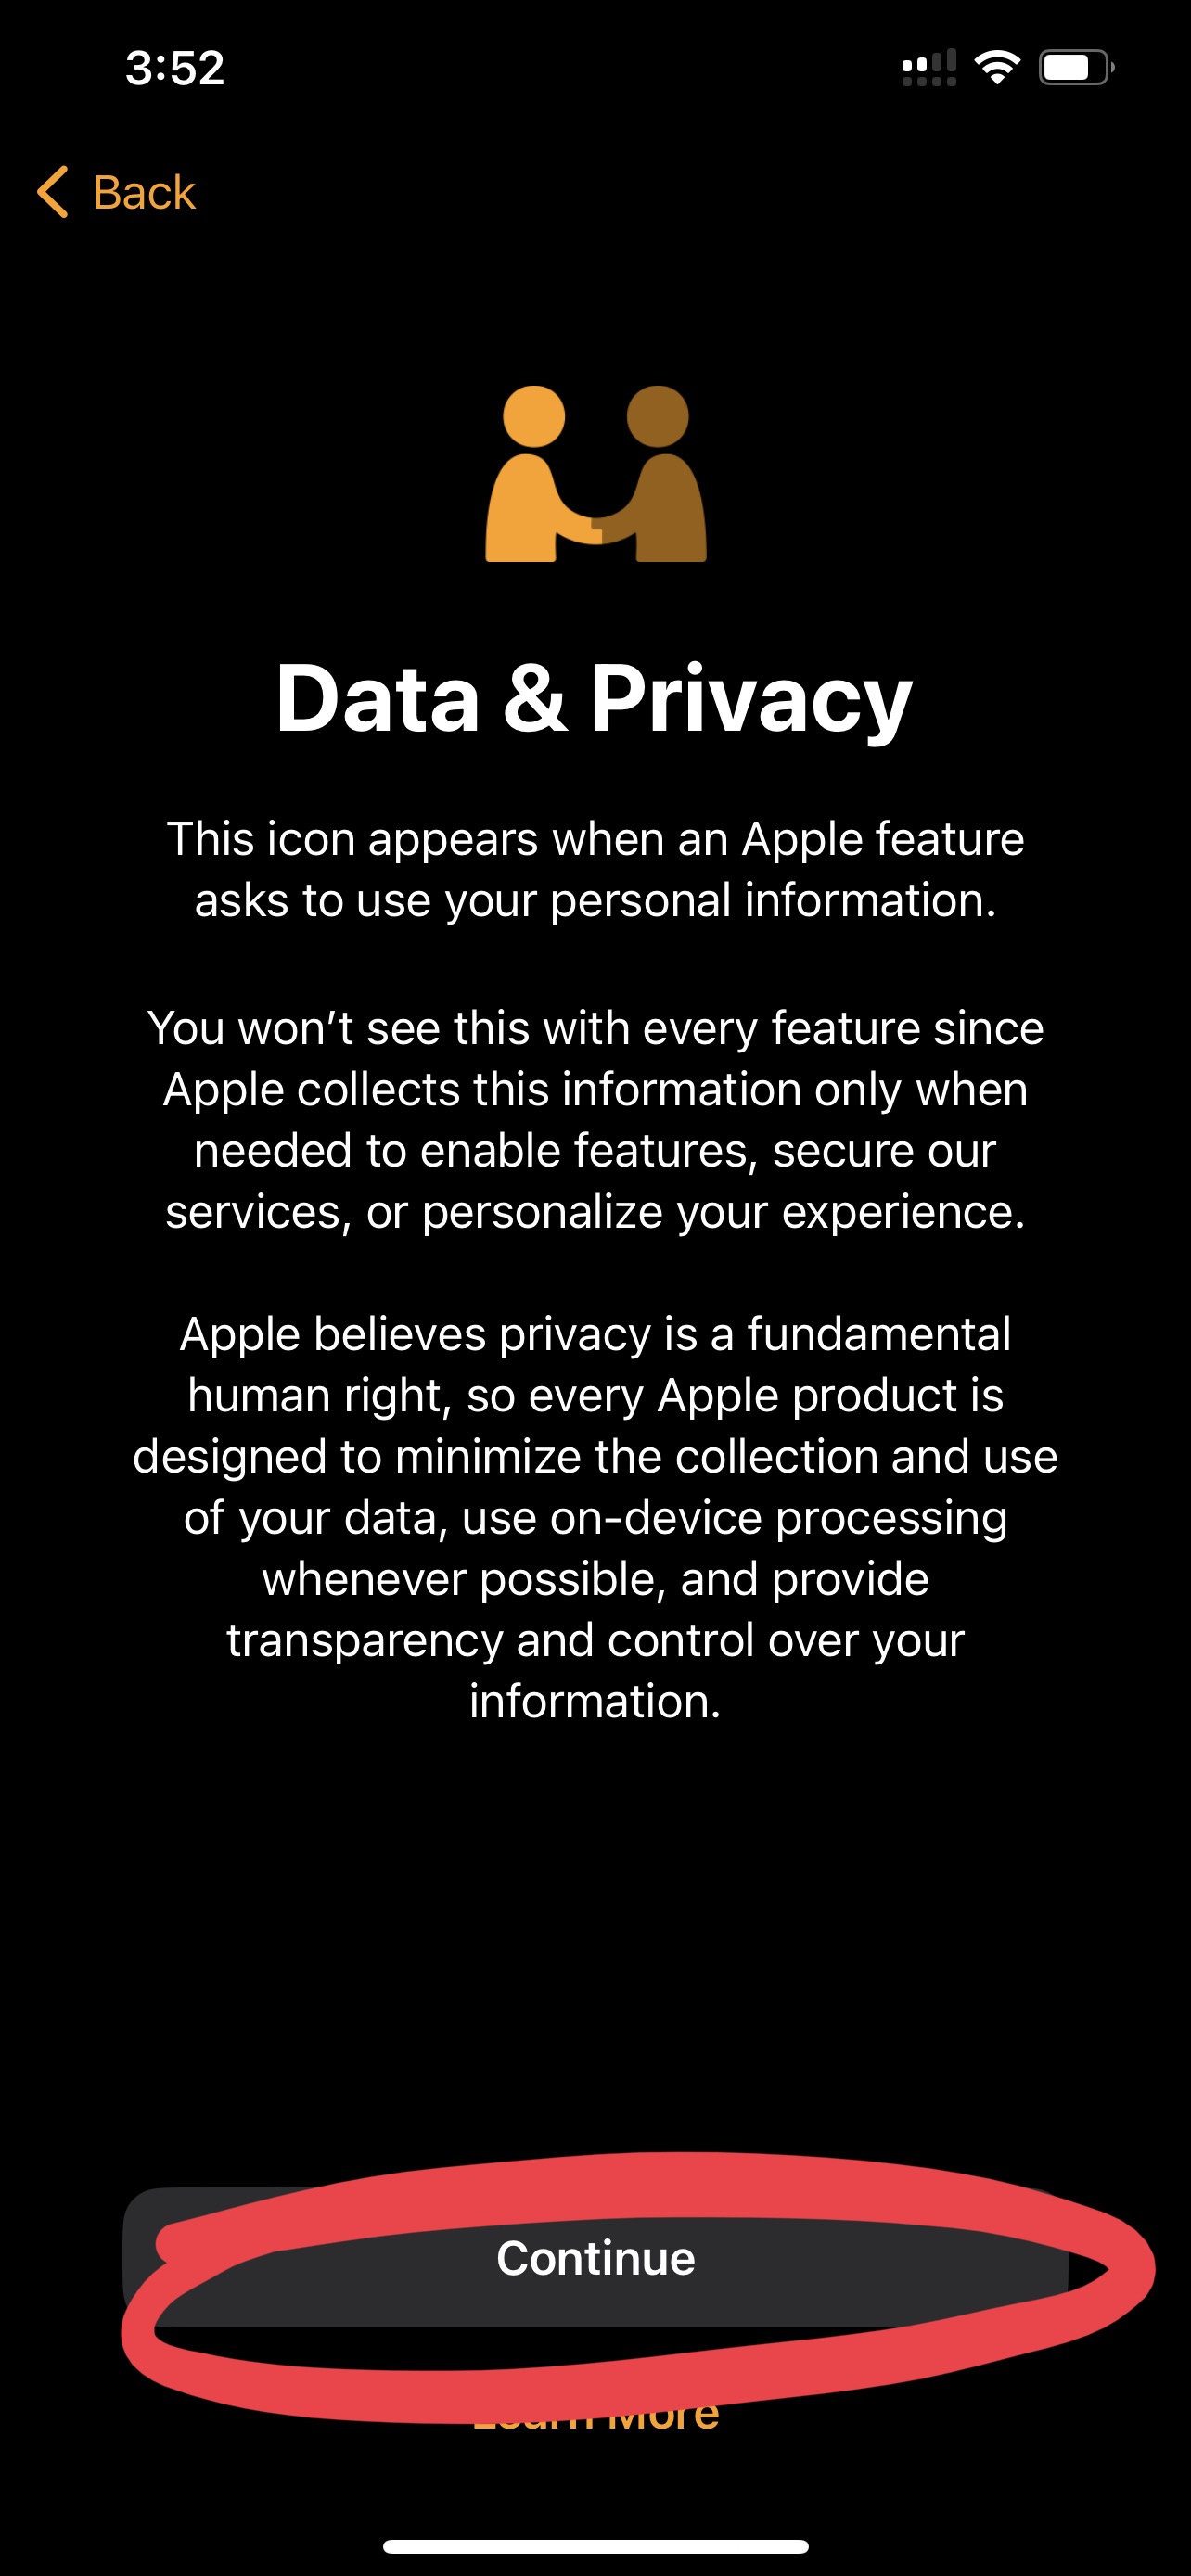 3:52
Back
Data & Privacy
This icon appears when an Apple feature
asks to use your personal information.
You won’t see this with every feature since
Apple collects this information only when
needed to enable features, secure our
services, or personalize your experience.
Apple believes privacy is a fundamental
human right, so every Apple product is
designed to minimize the collection and use
of your data, use on-device processing
whenever possible, and provide
transparency and control over your
information.
Continue
Learn More